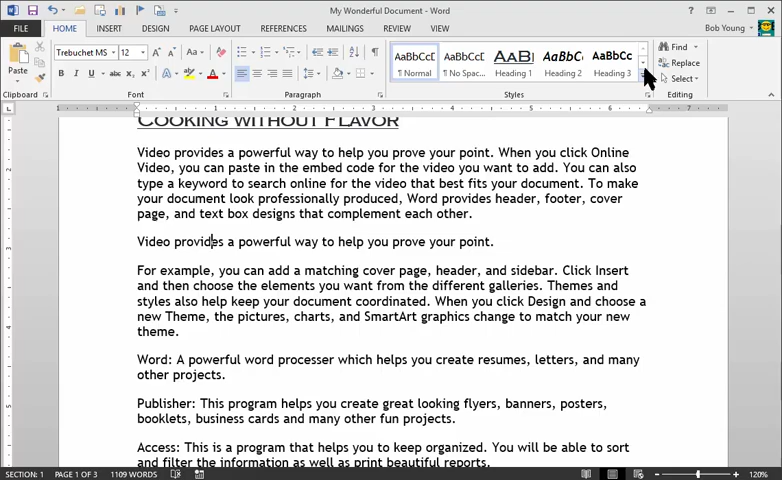 My Wonderful Document - Word
FILE HOME INSERT DESIGN PAGE LAYOUT REFERENCES MAILINGS REVIEW VIEW Bob Young
Trebuchet MS 12
Paste
AaBbCcD AaBbCcD AABI AaBbC AaBbCc
¶ Normal ¶ No Spac... Heading 1 Heading 2 Heading 3
Find
Replace
Select
Clipboard Font Paragraph Styles Editing
COOKING WITHOUT FLAVOR
Video provides a powerful way to help you prove your point. When you click Online
Video, you can paste in the embed code for the video you want to add. You can also
type a keyword to search online for the video that best fits your document. To make
your document look professionally produced, Word provides header, footer, cover
page, and text box designs that complement each other.
Video provides a powerful way to help you prove your point.
For example, you can add a matching cover page, header, and sidebar. Click Insert
and then choose the elements you want from the different galleries. Themes and
styles also help keep your document coordinated. When you click Design and choose a
new Theme, the pictures, charts, and SmartArt graphics change to match your new
theme.
Word: A powerful word processer which helps you create resumes, letters, and many
other projects.
Publisher: This program helps you create great looking flyers, banners, posters,
booklets, business cards and many other fun projects.
Access: This is a program that helps you to keep organized. You will be able to sort
and filter the information as well as print beautiful reports.
SECTION: 1 PAGE 1 OF 3 1109 WORDS 120%